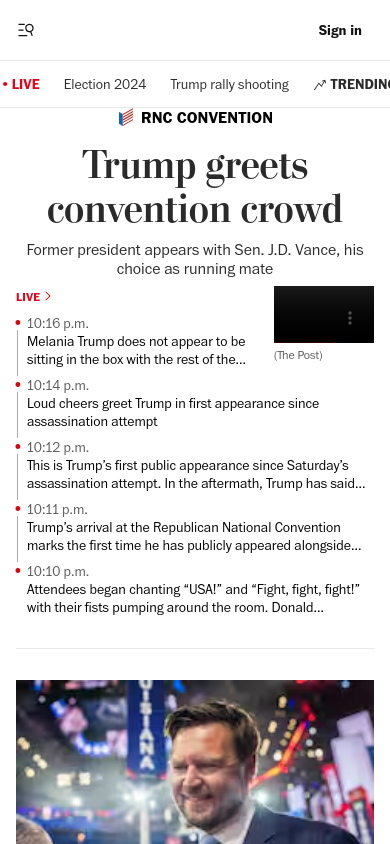 Sign in
LIVE
Election 2024
Trump rally shooting
TRENDING
RNC CONVENTION
Trump greets
convention crowd
Former president appears with Sen. J.D. Vance, his
choice as running mate
LIVE
(The Post)
10:16 p.m.
Melania Trump does not appear to be
sitting in the box with the rest of the...
10:14 p.m.
Loud cheers greet Trump in first appearance since
assassination attempt
10:12 p.m.
This is Trump’s first public appearance since Saturday’s
assassination attempt. In the aftermath, Trump has said...
10:11 p.m.
Trump’s arrival at the Republican National Convention
marks the first time he has publicly appeared alongside...
10:10 p.m.
Attendees began chanting “USA!” and “Fight, fight, fight!”
with their fists pumping around the room. Donald...
UISIANA